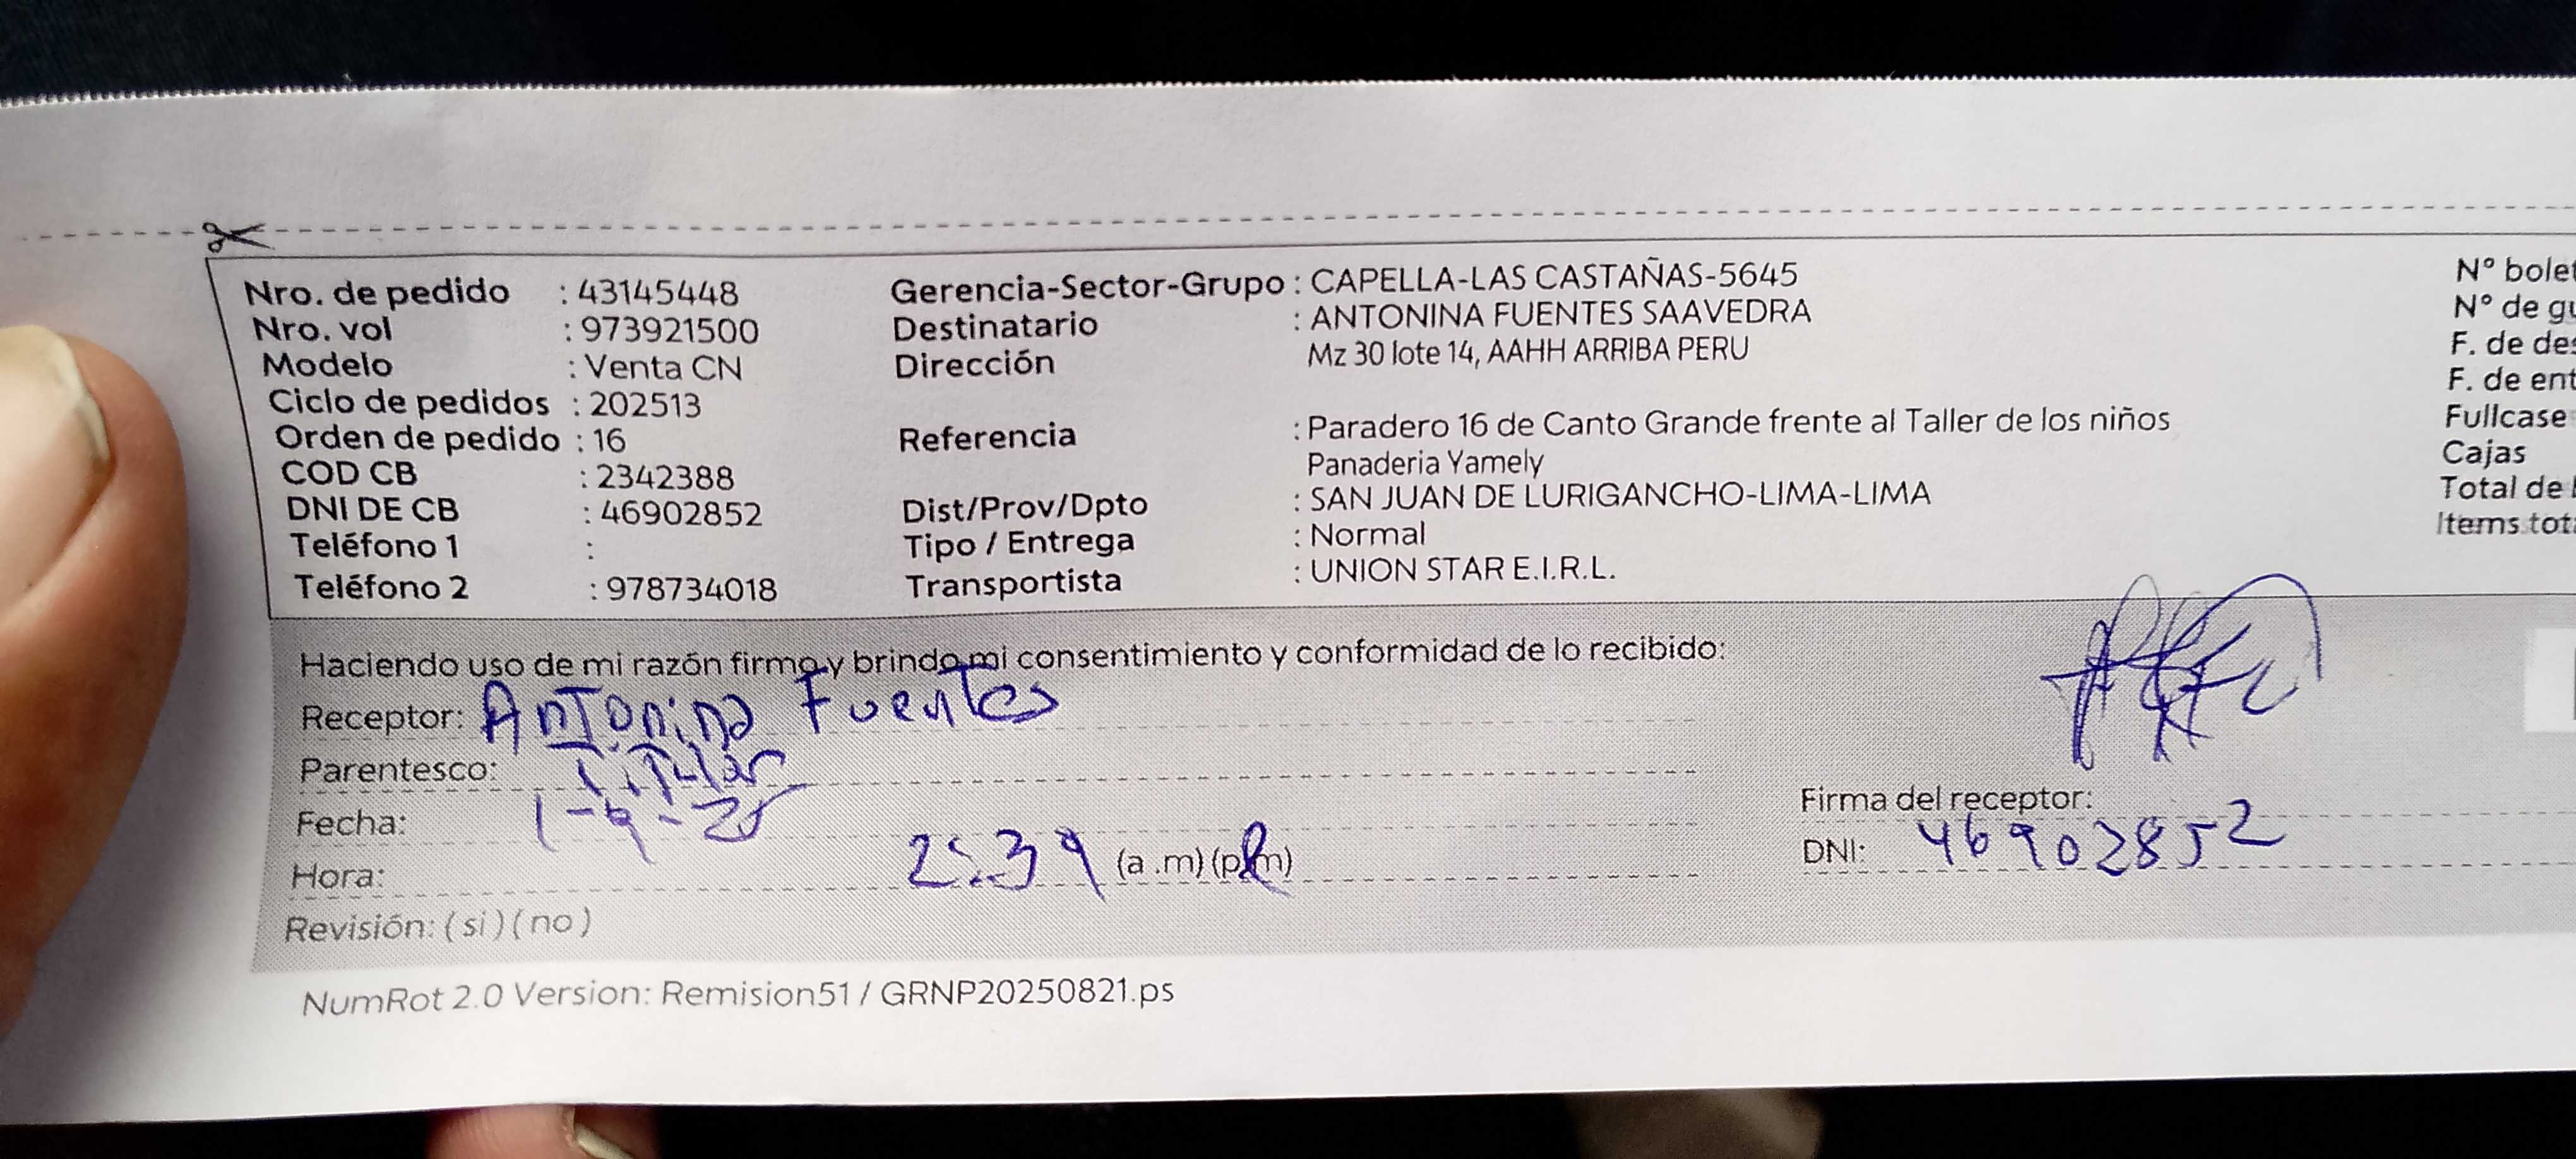 Nro. de pedido : 43145448
Nro. vol : 973921500
Modelo : Venta CN
Ciclo de pedidos : 202513
Orden de pedido : 16
COD CB : 2342388
DNI DE CB : 46902852
Teléfono 1 :
Teléfono 2 : 978734018
Gerencia-Sector-Grupo : CAPELLA-LAS CASTAÑAS-5645
Destinatario : ANTONINA FUENTES SAAVEDRA
Dirección Mz 30 lote 14, AAHH ARRIBA PERU
Referencia : Paradero 16 de Canto Grande frente al Taller de los niños
Panaderia Yamely
Dist/Prov/Dpto : SAN JUAN DE LURIGANCHO-LIMA-LIMA
Tipo / Entrega : Normal
Transportista : UNION STAR E.I.R.L.
N° bolet
N° de gu
F. de des
F. de ent
Fullcase
Cajas
Total de
Items tot
Haciendo uso de mi razón firmo y brindo mi consentimiento y conformidad de lo recibido:
Receptor: Antonina Fuentes
Parentesco: Titular
Fecha: 1-9-25
Hora: 2:39 (a .m) (p.m)
Revisión: ( si ) ( no )
Firma del receptor:
DNI: 46902852
NumRot 2.0 Version: Remision51 / GRNP20250821.ps